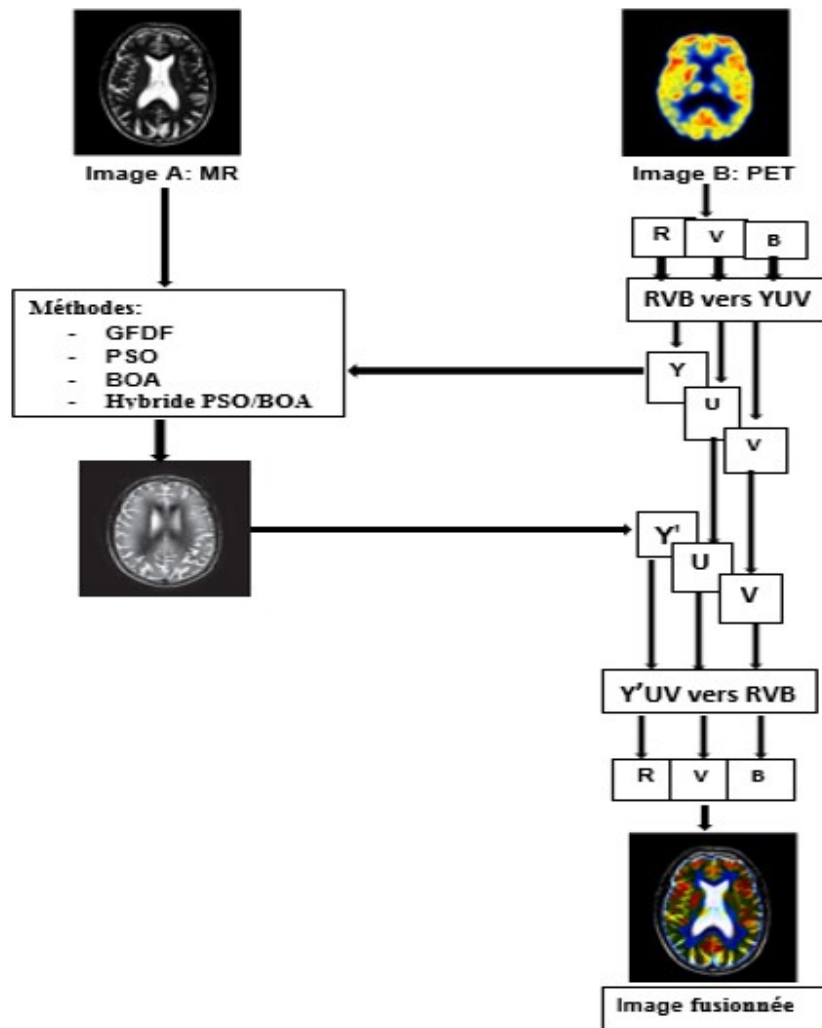 Image A: MR
Image B: PET
R V B
RVB vers YUV
Méthodes:
- GFDF
- PSO
- BOA
- Hybride PSO/BOA
Y
U
V
Y'
U
V
Y'UV vers RVB
R V B
Image fusionnée